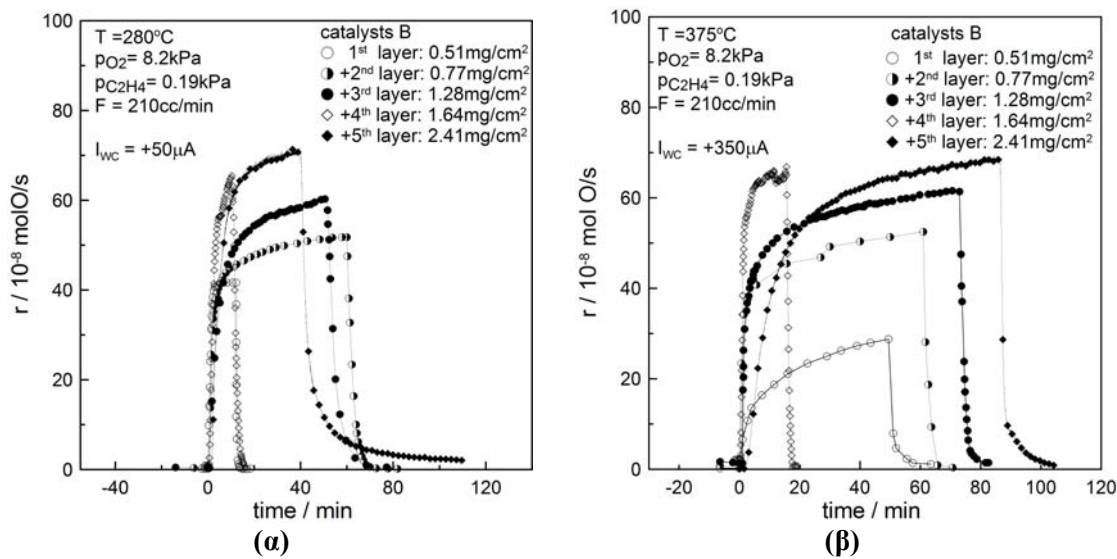 T =280°C
pO2= 8.2kPa
pC2H4= 0.19kPa
F = 210cc/min
IWC = +50μA
catalysts B
1st layer: 0.51mg/cm2
+2nd layer: 0.77mg/cm2
+3rd layer: 1.28mg/cm2
+4th layer: 1.64mg/cm2
+5th layer: 2.41mg/cm2
100
80
60
40
20
0
r / 10-8 molO/s
-40 0 40 80 120
time / min
(α)
T =375°C
pO2= 8.2kPa
pC2H4= 0.19kPa
F = 210cc/min
IWC = +350μA
catalysts B
1st layer: 0.51mg/cm2
+2nd layer: 0.77mg/cm2
+3rd layer: 1.28mg/cm2
+4th layer: 1.64mg/cm2
+5th layer: 2.41mg/cm2
100
80
60
40
20
0
r / 10-8 mol O/s
-20 0 20 40 60 80 100 120
time / min
(β)